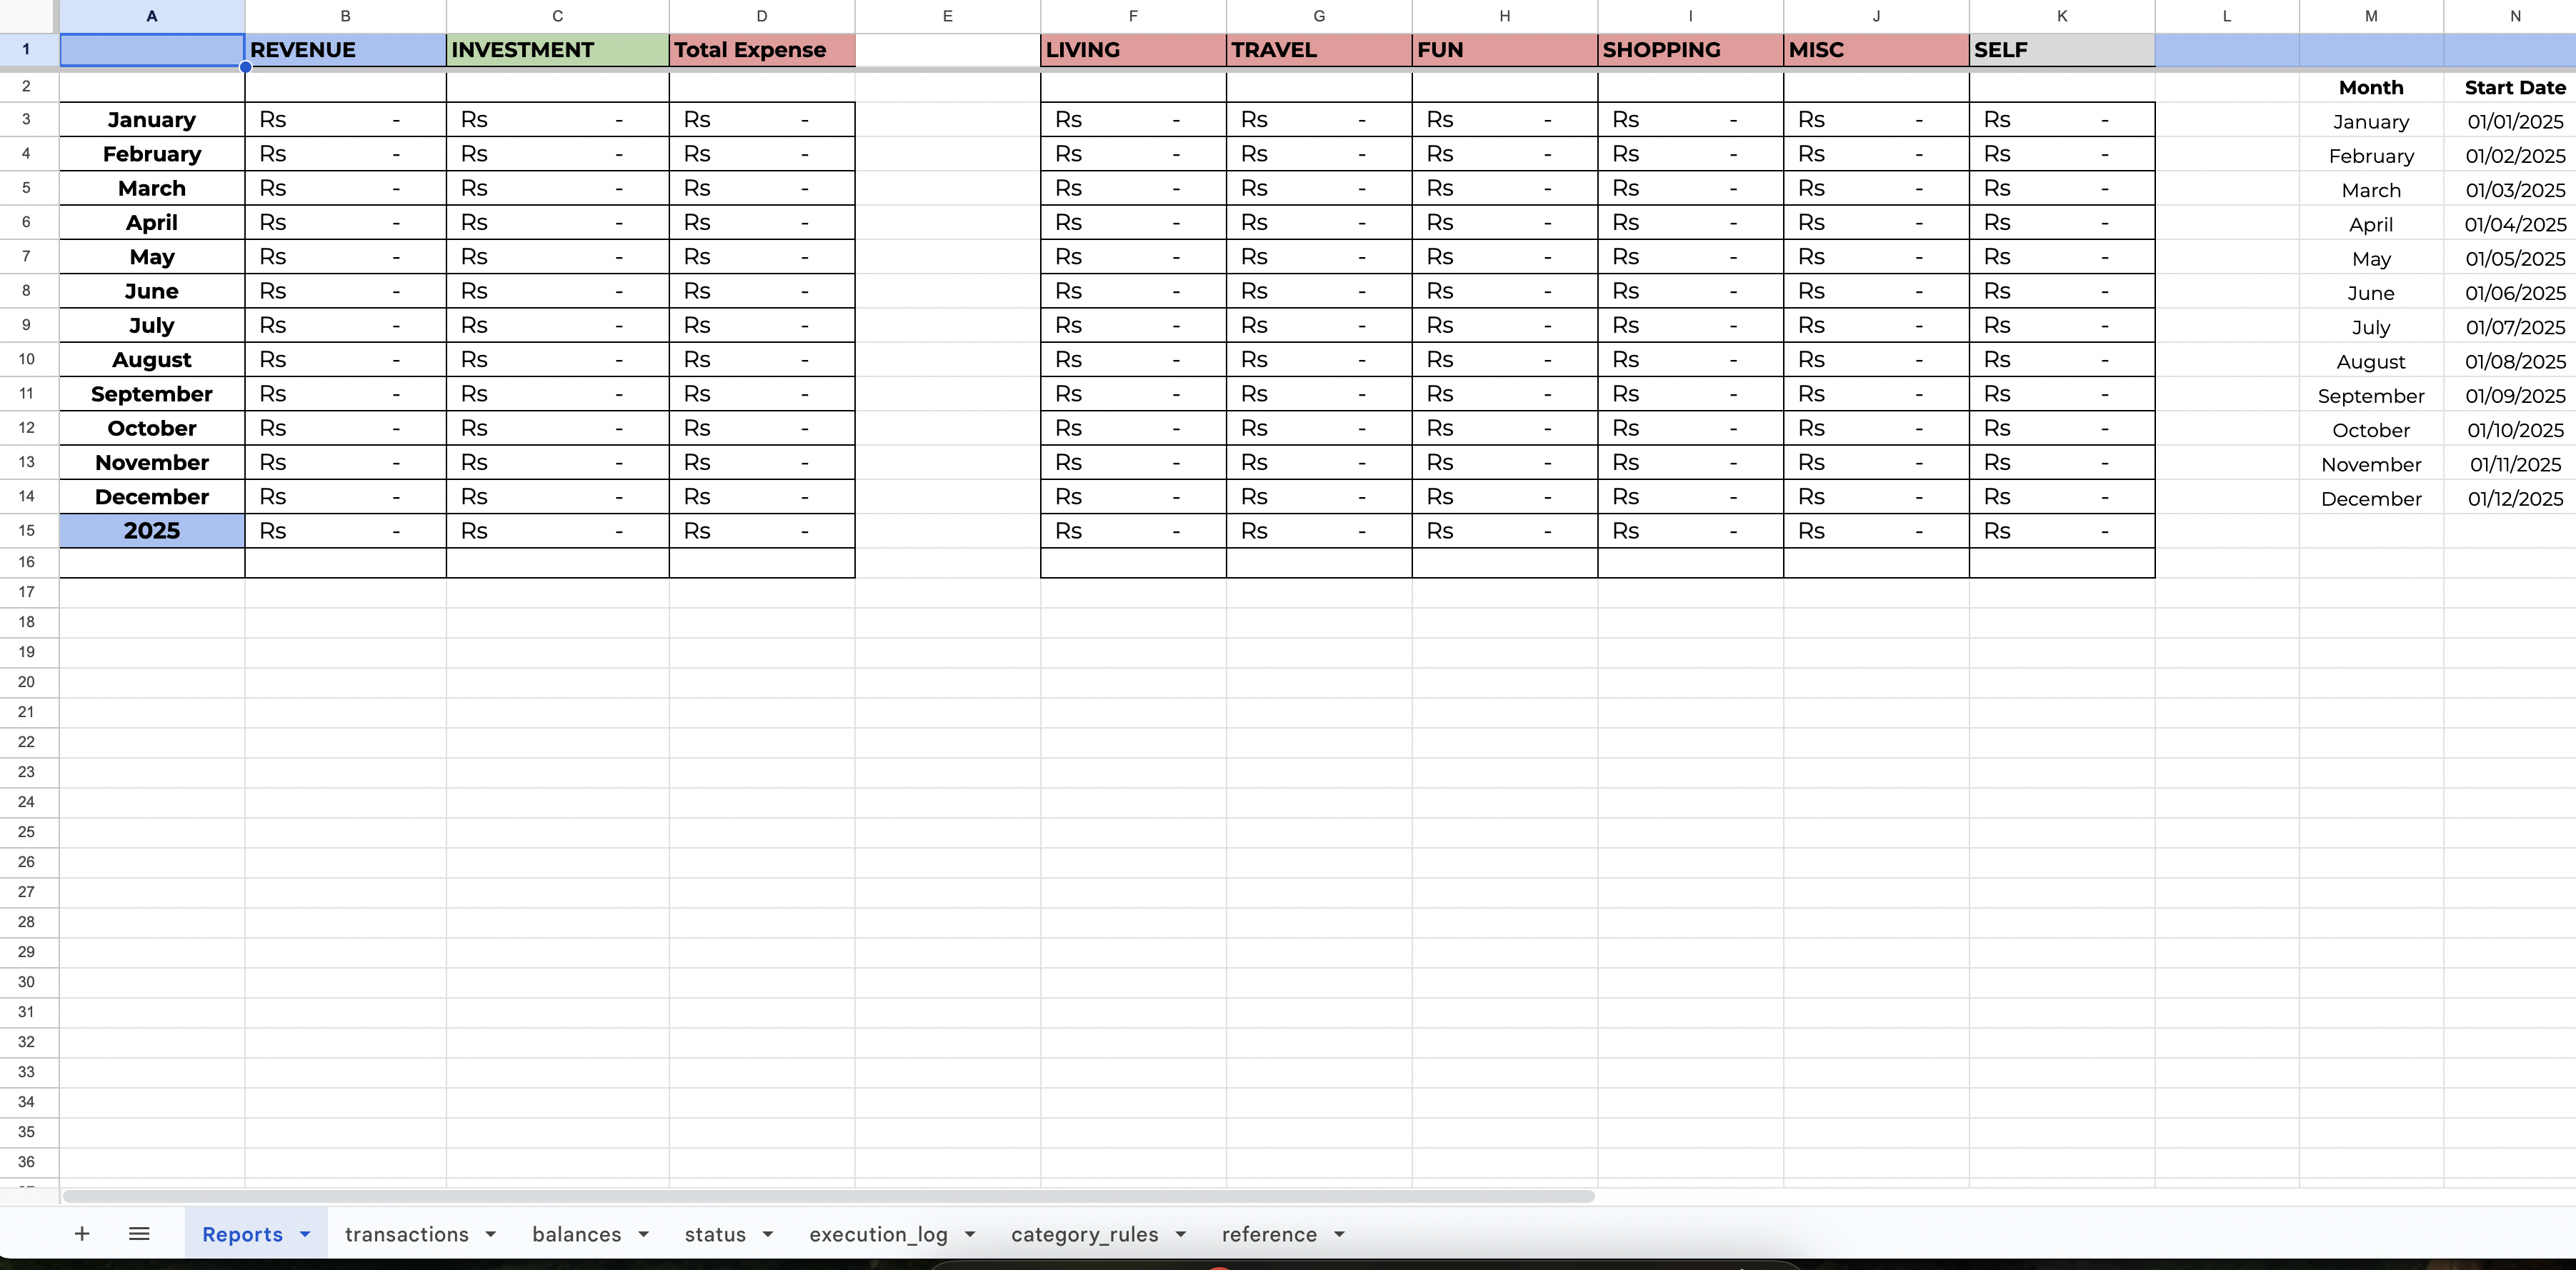 A B C D E F G H I J K L M N
1 REVENUE INVESTMENT Total Expense LIVING TRAVEL FUN SHOPPING MISC SELF
2 Month Start Date
3 January Rs - Rs - Rs - Rs - Rs - Rs - Rs - Rs - Rs - January 01/01/2025
4 February Rs - Rs - Rs - Rs - Rs - Rs - Rs - Rs - Rs - February 01/02/2025
5 March Rs - Rs - Rs - Rs - Rs - Rs - Rs - Rs - Rs - March 01/03/2025
6 April Rs - Rs - Rs - Rs - Rs - Rs - Rs - Rs - Rs - April 01/04/2025
7 May Rs - Rs - Rs - Rs - Rs - Rs - Rs - Rs - Rs - May 01/05/2025
8 June Rs - Rs - Rs - Rs - Rs - Rs - Rs - Rs - Rs - June 01/06/2025
9 July Rs - Rs - Rs - Rs - Rs - Rs - Rs - Rs - Rs - July 01/07/2025
10 August Rs - Rs - Rs - Rs - Rs - Rs - Rs - Rs - Rs - August 01/08/2025
11 September Rs - Rs - Rs - Rs - Rs - Rs - Rs - Rs - Rs - September 01/09/2025
12 October Rs - Rs - Rs - Rs - Rs - Rs - Rs - Rs - Rs - October 01/10/2025
13 November Rs - Rs - Rs - Rs - Rs - Rs - Rs - Rs - Rs - November 01/11/2025
14 December Rs - Rs - Rs - Rs - Rs - Rs - Rs - Rs - Rs - December 01/12/2025
15 2025 Rs - Rs - Rs - Rs - Rs - Rs - Rs - Rs - Rs -
16
17
18
19
20
21
22
23
24
25
26
27
28
29
30
31
32
33
34
35
36
Reports transactions balances status execution_log category_rules reference